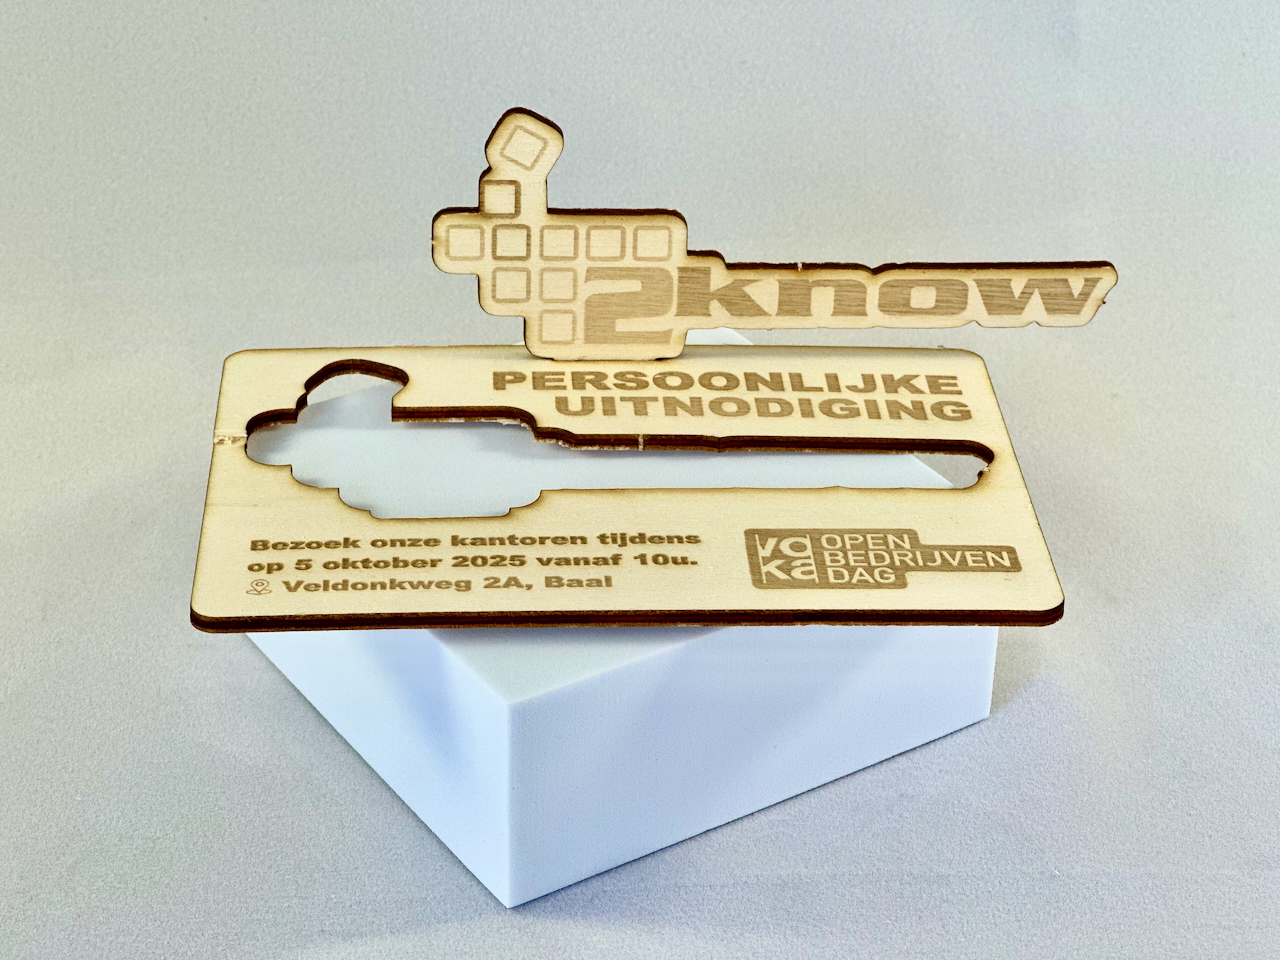 2know
PERSOONLIJKE
UITNODIGING
Bezoek onze kantoren tijdens
op 5 oktober 2025 vanaf 10u.
Veldonkweg 2A, Baal
voka
OPEN
BEDRIJVEN
DAG